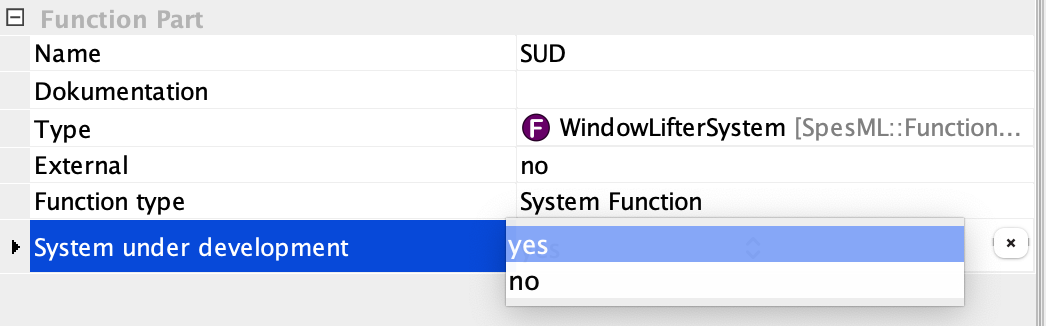 Function Part
Name SUD
Dokumentation
Type F WindowLifterSystem [SpesML::Function...
External no
Function type System Function
System under development yes
no